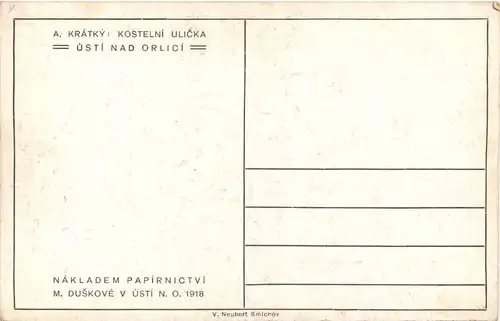 A. KRÁTKÝ: KOSTELNÍ ULIČKA
ÚSTÍ NAD ORLICÍ
NÁKLADEM PAPÍRNICTVÍ
M. DUŠKOVÉ V ÚSTÍ N. O. 1918
V. Neubert Smíchov